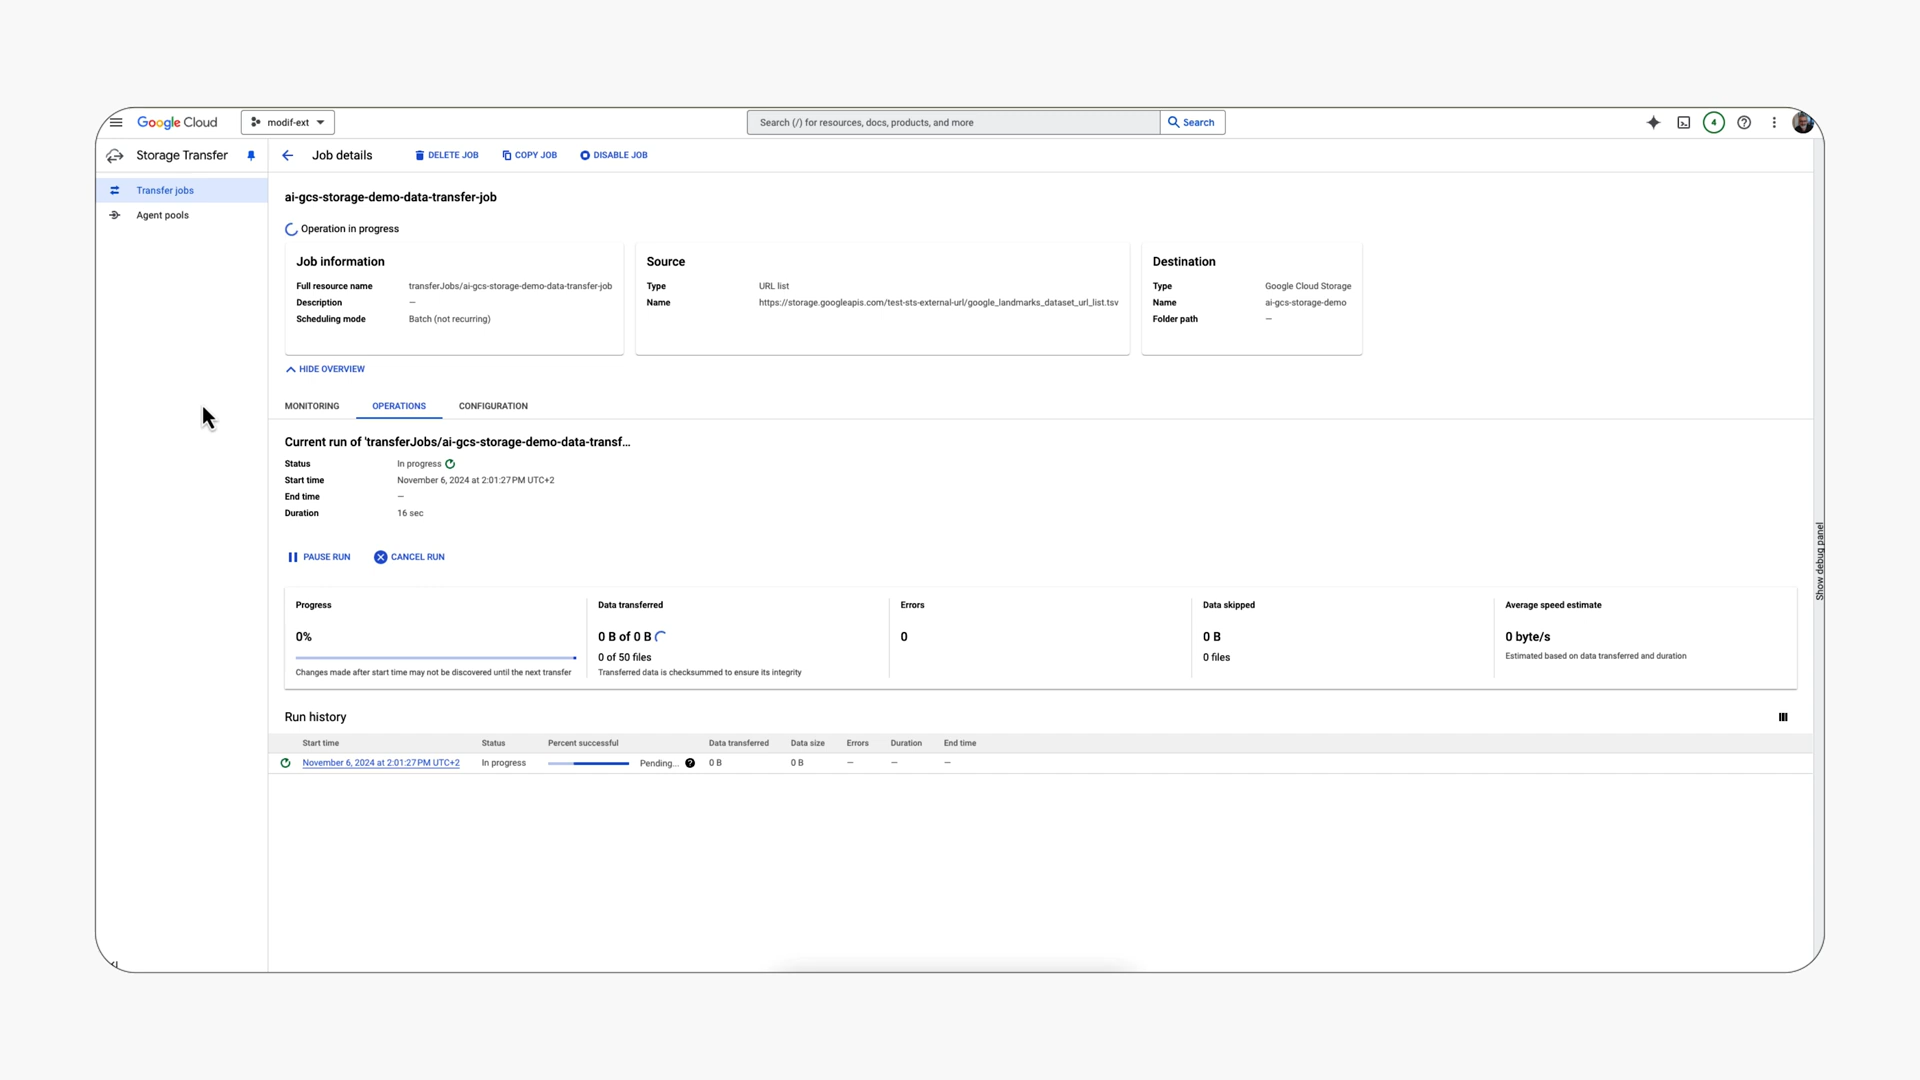 Google Cloud
modif-ext
Search (/) for resources, docs, products, and more
Search
4
Storage Transfer
Job details
DELETE JOB
COPY JOB
DISABLE JOB
Transfer jobs
Agent pools
ai-gcs-storage-demo-data-transfer-job
Operation in progress
Job information
Full resource name transferJobs/ai-gcs-storage-demo-data-transfer-job
Description —
Scheduling mode Batch (not recurring)
Source
Type URL list
Name https://storage.googleapis.com/test-sts-external-url/google_landmarks_dataset_url_list.tsv
Destination
Type Google Cloud Storage
Name ai-gcs-storage-demo
Folder path —
HIDE OVERVIEW
MONITORING OPERATIONS CONFIGURATION
Current run of 'transferJobs/ai-gcs-storage-demo-data-transf...
Status In progress
Start time November 6, 2024 at 2:01:27 PM UTC+2
End time —
Duration 16 sec
PAUSE RUN CANCEL RUN
Progress
0%
Changes made after start time may not be discovered until the next transfer
Data transferred
0 B of 0 B
0 of 50 files
Transferred data is checksummed to ensure its integrity
Errors
0
Data skipped
0 B
0 files
Average speed estimate
0 byte/s
Estimated based on data transferred and duration
Show debug panel
Run history
Start time Status Percent successful Data transferred Data size Errors Duration End time
November 6, 2024 at 2:01:27 PM UTC+2 In progress Pending... 0 B 0 B — — —